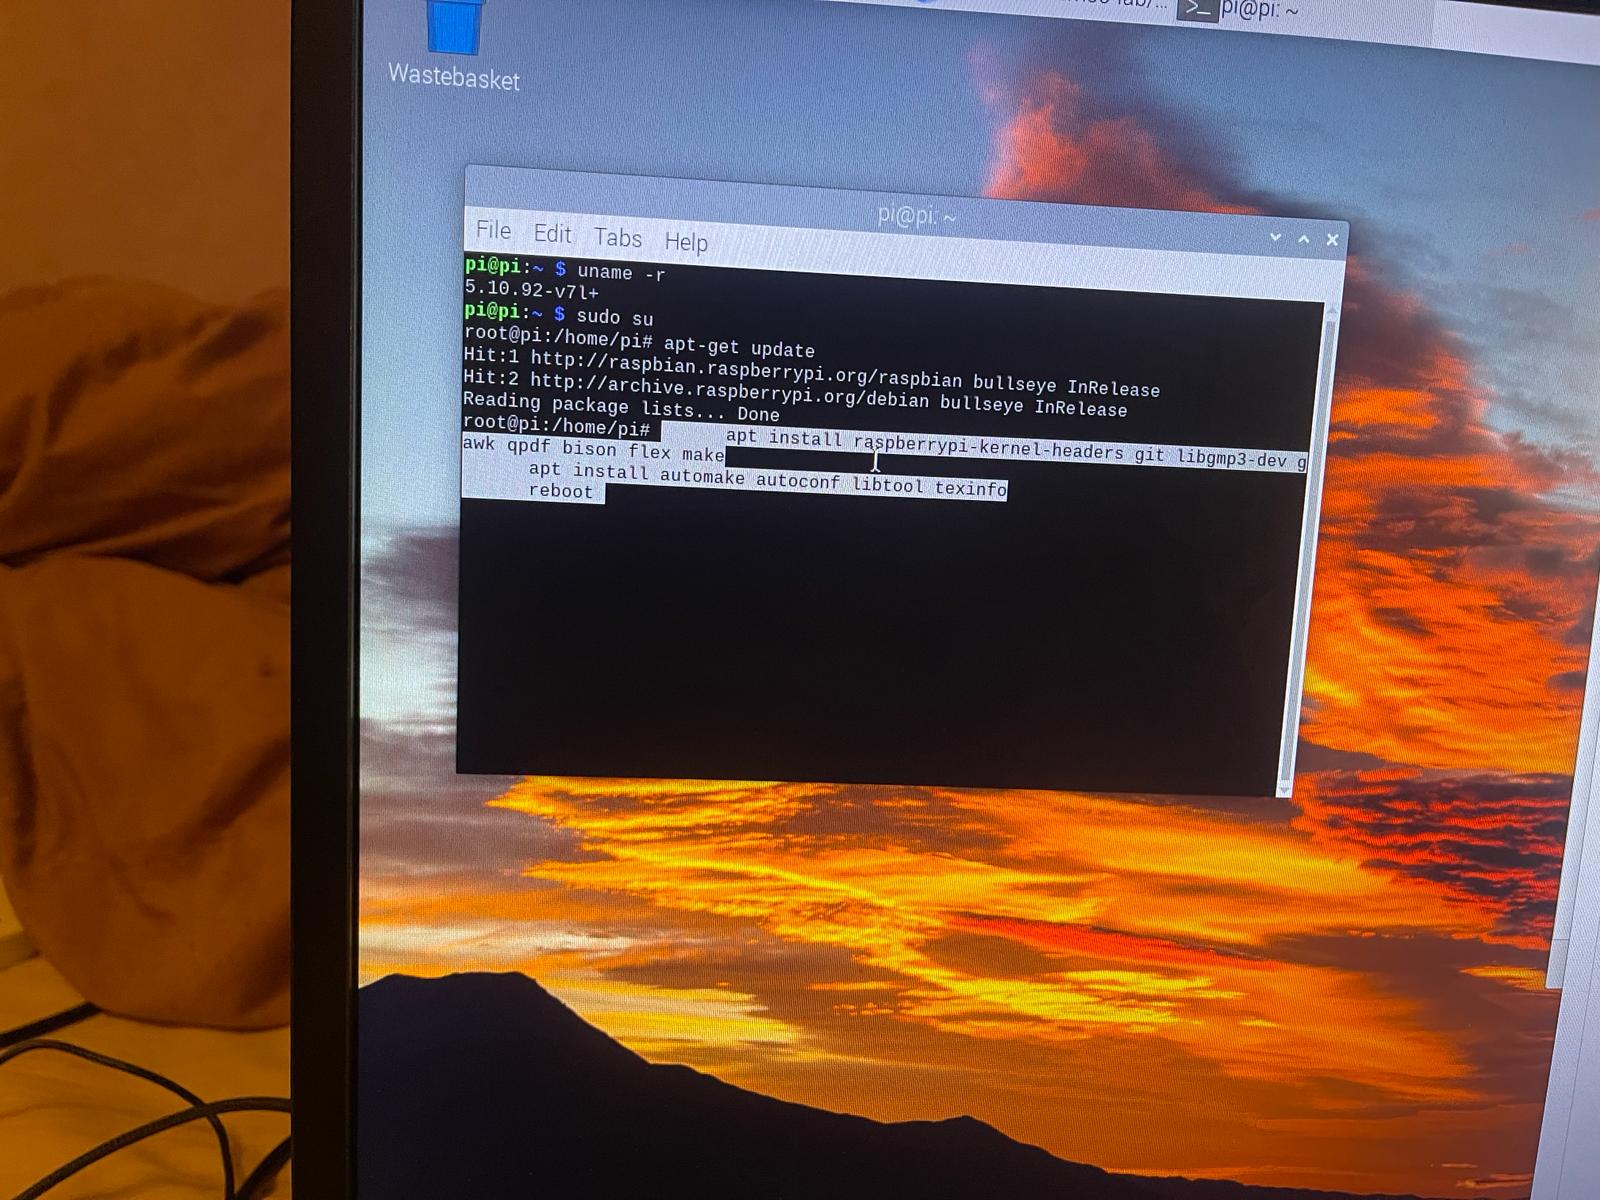 pi@pi: ~
Wastebasket
pi@pi: ~
File Edit Tabs Help
pi@pi:~ $ uname -r
5.10.92-v7l+
pi@pi:~ $ sudo su
root@pi:/home/pi# apt-get update
Hit:1 http://raspbian.raspberrypi.org/raspbian bullseye InRelease
Hit:2 http://archive.raspberrypi.org/debian bullseye InRelease
Reading package lists... Done
root@pi:/home/pi# apt install raspberrypi-kernel-headers git libgmp3-dev g
awk qpdf bison flex make
apt install automake autoconf libtool texinfo
reboot